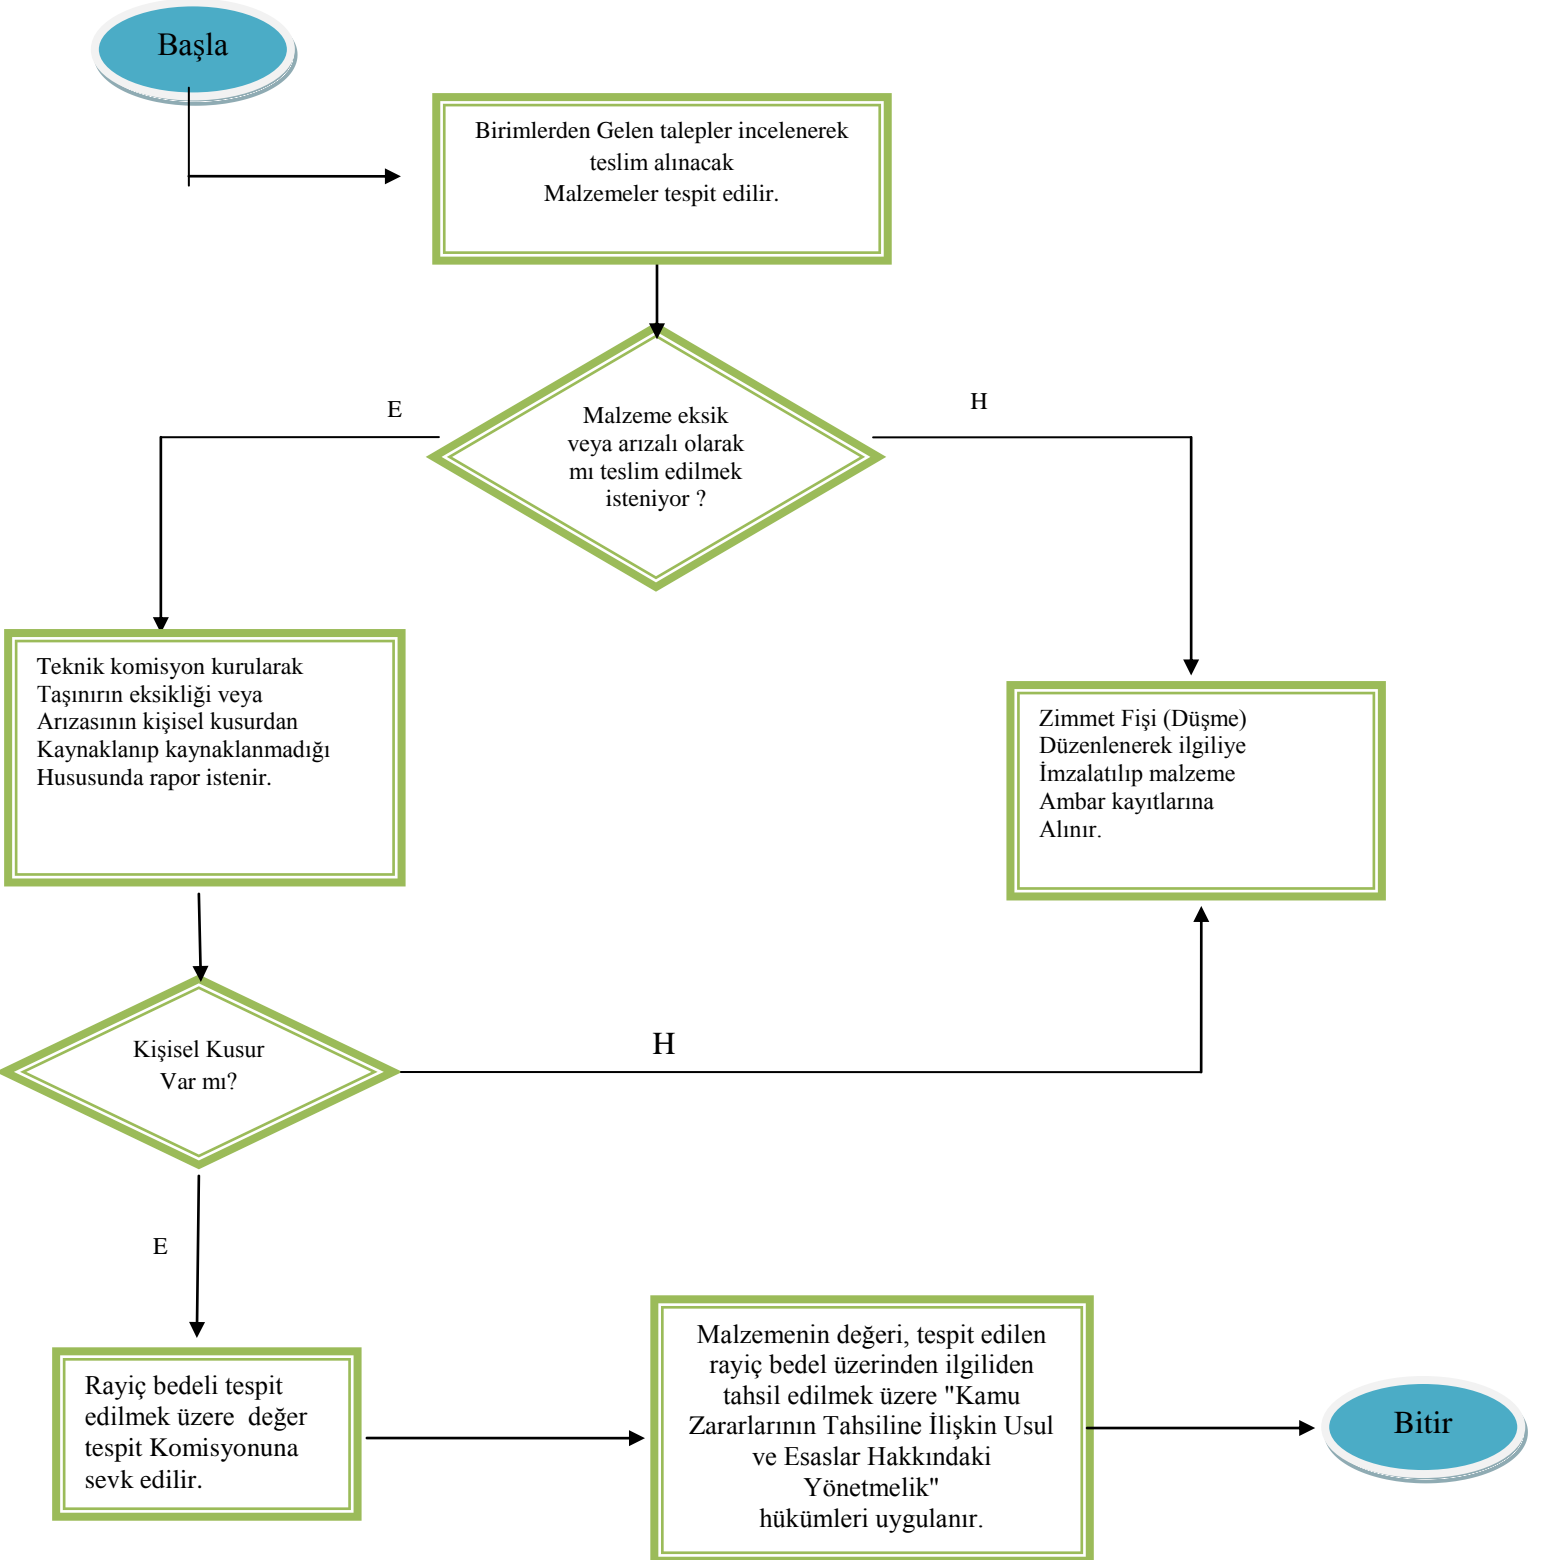 Başla
Birimlerden Gelen talepler incelenerek
teslim alınacak
Malzemeler tespit edilir.
E
H
Malzeme eksik
veya arızalı olarak
mı teslim edilmek
isteniyor ?
Teknik komisyon kurularak
Taşınırın eksikliği veya
Arızasının kişisel kusurdan
Kaynaklanıp kaynaklanmadığı
Hususunda rapor istenir.
Zimmet Fişi (Düşme)
Düzenlenerek ilgiliye
İmzalatılıp malzeme
Ambar kayıtlarına
Alınır.
Kişisel Kusur
Var mı?
H
E
Rayiç bedeli tespit
edilmek üzere değer
tespit Komisyonuna
sevk edilir.
Malzemenin değeri, tespit edilen
rayiç bedel üzerinden ilgiliden
tahsil edilmek üzere "Kamu
Zararlarının Tahsiline İlişkin Usul
ve Esaslar Hakkındaki
Yönetmelik"
hükümleri uygulanır.
Bitir